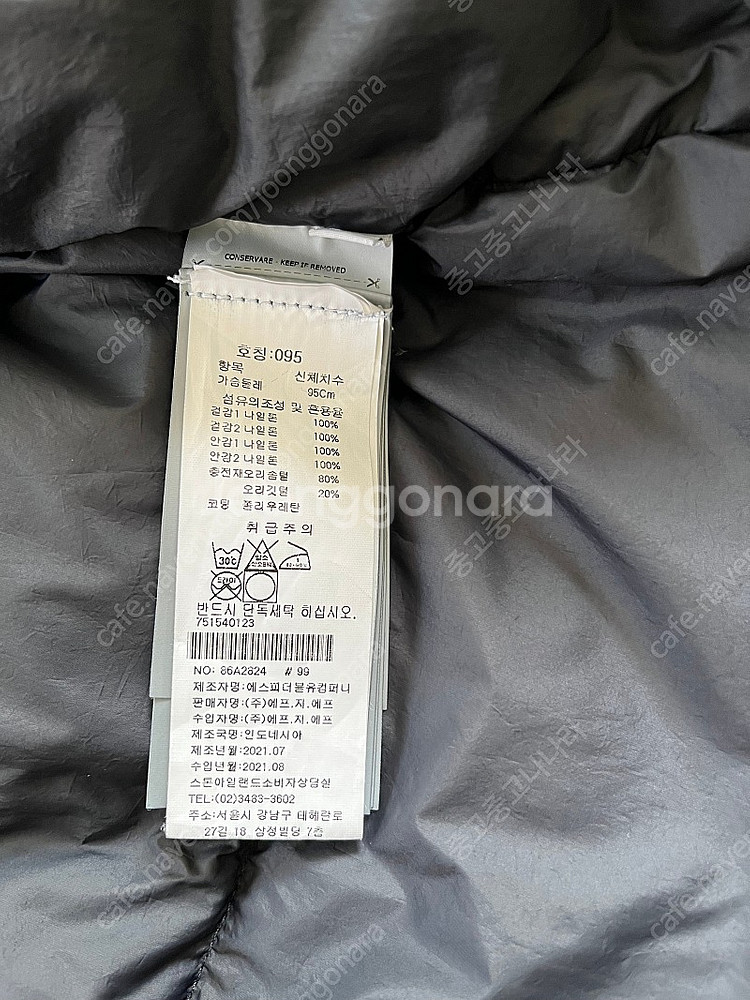 CONSERVARE - KEEP IF REMOVED
호칭:095
항목 신체치수
가슴둘레 95Cm
섬유의조성 및 혼용율
겉감1 나일론 100%
겉감2 나일론 100%
안감1 나일론 100%
안감2 나일론 100%
충전재오리솜털 80%
오리깃털 20%
코팅 폴리우레탄
취급주의
30℃
드라이
반드시 단독세탁 하십시오.
751540123
NO: 86A2824 # 99
제조자명:에스피더블유컴퍼니
판매자명:(주)에프.지.에프
수입자명:(주)에프.지.에프
제조국명:인도네시아
제조년월:2021.07
수입년월:2021.08
스톤아일랜드소비자상담실
TEL:(02)3483-3602
주소:서울시 강남구 테헤란로
27길 18 삼성빌딩 7층
joonggonara
cafe.naver.com/joonggonara
중고중고나라